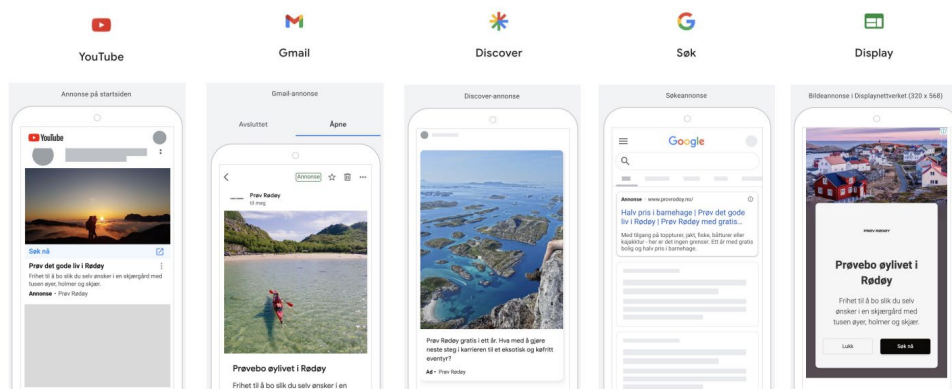 YouTube
Gmail
Discover
Søk
Display
Annonse på startsiden
YouTube
Søk nå
Prøv det gode liv i Rødøy
Frihet til å bo slik du selv ønsker i en skjærgård med
tusen øyer, holmer og skjær.
Annonse • Prøv Rødøy
Gmail-annonse
Avsluttet
Åpne
Annonse
Prøv Rødøy
til meg
Prøvebo øylivet i Rødøy
Frihet til å bo slik du selv ønsker i en
Discover-annonse
Prøv Rødøy gratis i ett år. Hva med å gjøre
neste steg i karrieren til et eksotisk og køfritt
eventyr?
Ad • Prøv Rødøy
Søkeannonse
Google
Annonse • www.provrodoy.no/
Halv pris i barnehage | Prøv det gode
liv i Rødøy | Prøv Rødøy med gratis...
Med tilgang på toppturer, jakt, fiske, båtturer eller
kajakktur - her er det ingen grenser. Ett år med gratis
bolig og halv pris i barnehage.
Bildeannonse i Displaynettverket (320 x 568)
PRØV RØDØY
Prøvebo øylivet i
Rødøy
Frihet til å bo slik du selv
ønsker i en skjærgård med
tusen øyer, holmer og skjær.
Lukk
Søk nå